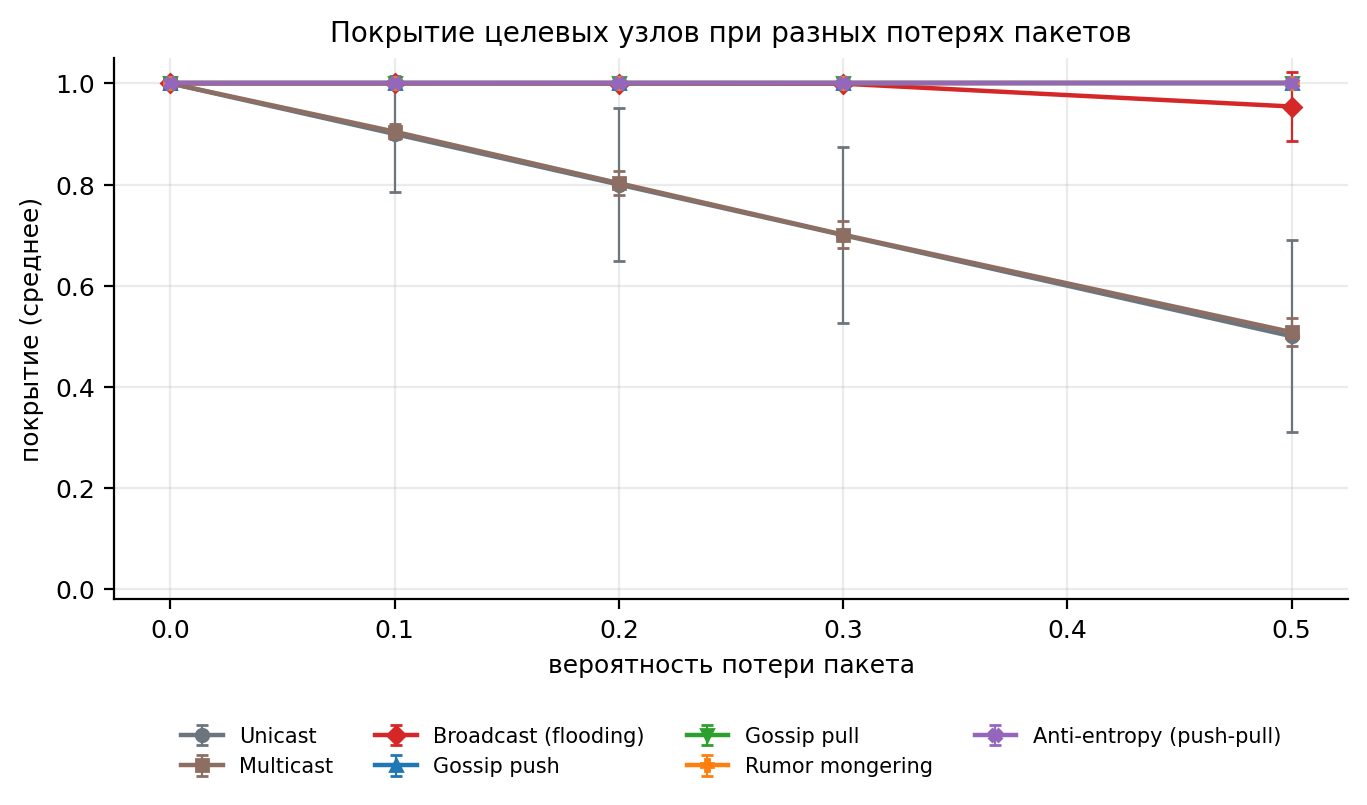 Покрытие целевых узлов при разных потерях пакетов
1.0
0.8
0.6
0.4
0.2
0.0
покрытие (среднее)
0.0 0.1 0.2 0.3 0.4 0.5
вероятность потери пакета
Unicast Broadcast (flooding) Gossip pull Anti-entropy (push-pull)
Multicast Gossip push Rumor mongering